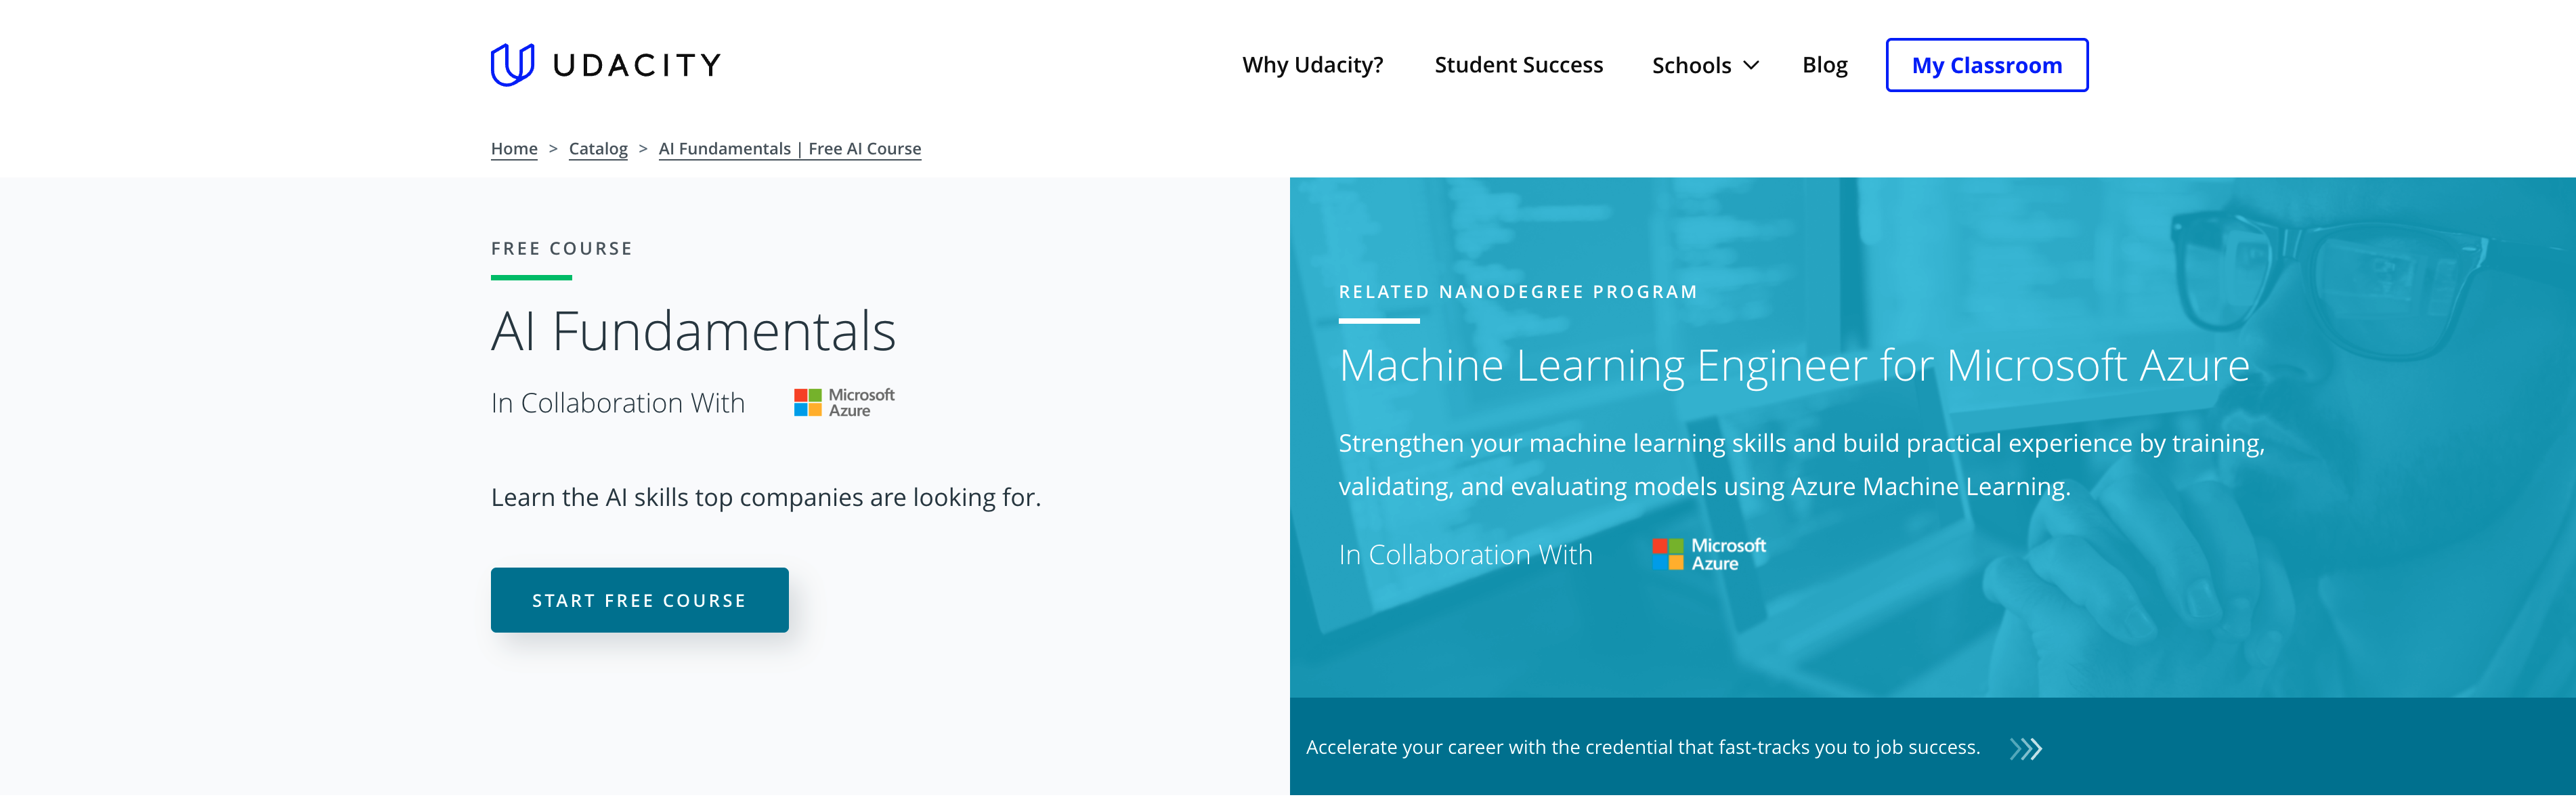 UDACITY
Why Udacity?
Student Success
Schools
Blog
My Classroom
Home > Catalog > AI Fundamentals | Free AI Course
FREE COURSE
AI Fundamentals
In Collaboration With
Microsoft
Azure
Learn the AI skills top companies are looking for.
START FREE COURSE
RELATED NANODEGREE PROGRAM
Machine Learning Engineer for Microsoft Azure
Strengthen your machine learning skills and build practical experience by training,
validating, and evaluating models using Azure Machine Learning.
In Collaboration With
Microsoft
Azure
Accelerate your career with the credential that fast-tracks you to job success.